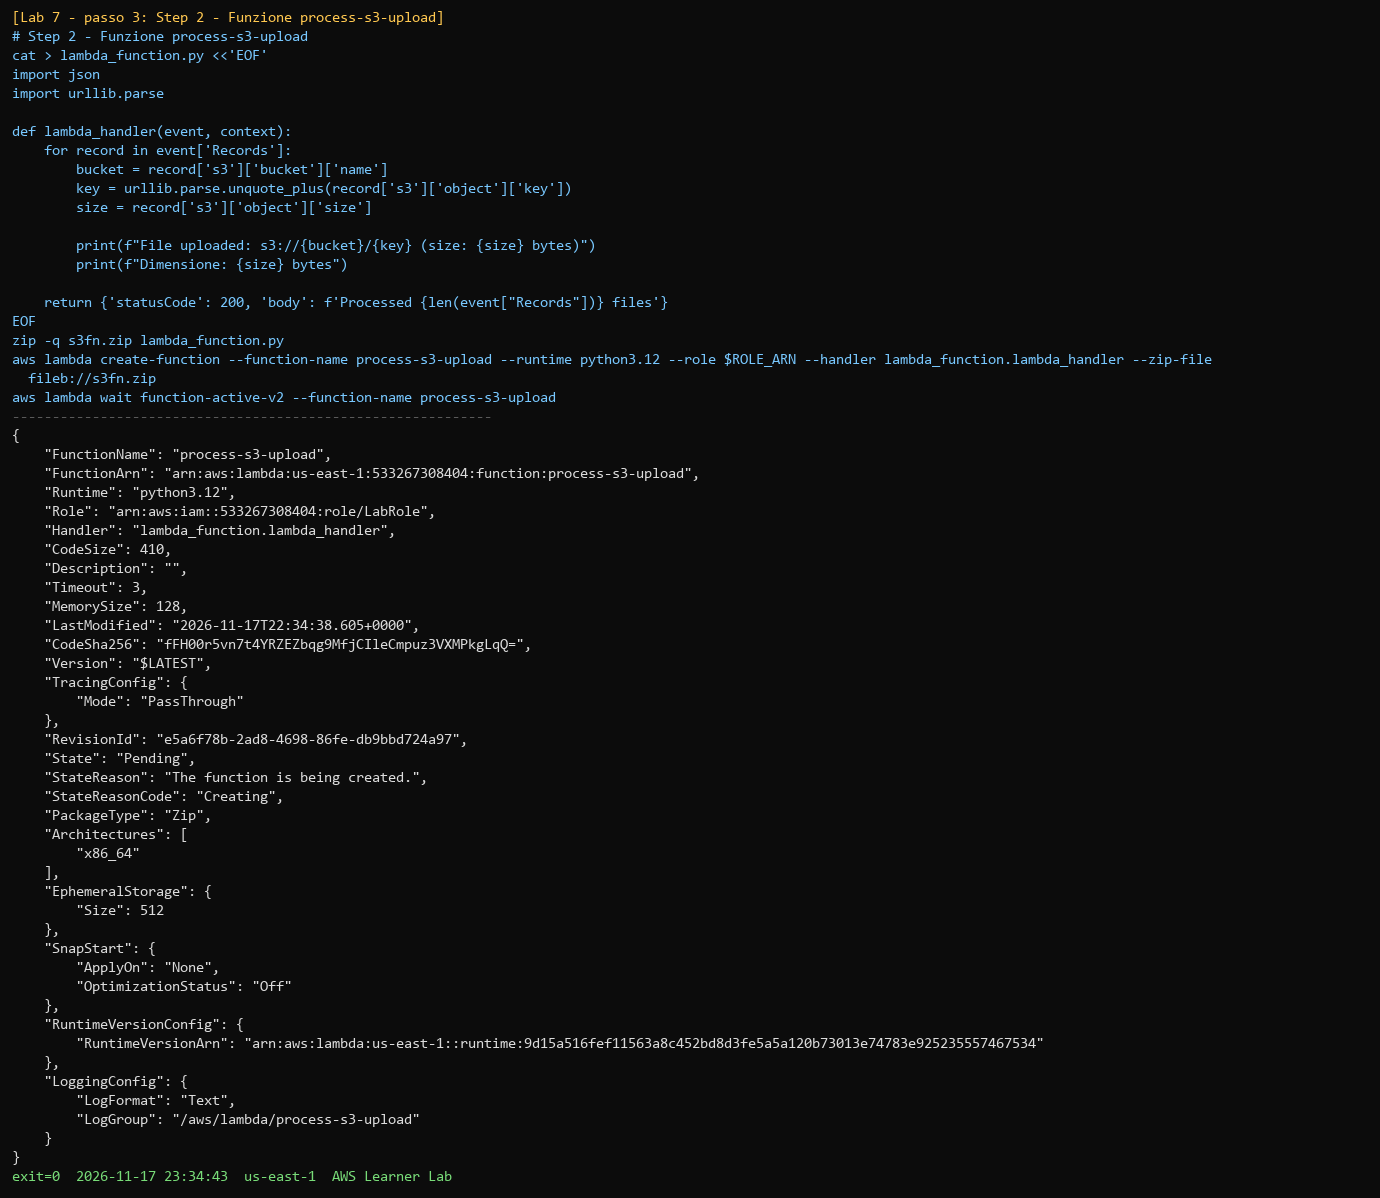 [Lab 7 - passo 3: Step 2 - Funzione process-s3-upload]
# Step 2 - Funzione process-s3-upload
cat > lambda_function.py <<'EOF'
import json
import urllib.parse

def lambda_handler(event, context):
    for record in event['Records']:
        bucket = record['s3']['bucket']['name']
        key = urllib.parse.unquote_plus(record['s3']['object']['key'])
        size = record['s3']['object']['size']

        print(f"File uploaded: s3://{bucket}/{key} (size: {size} bytes)")
        print(f"Dimensione: {size} bytes")

    return {'statusCode': 200, 'body': f'Processed {len(event["Records"])} files'}
EOF
zip -q s3fn.zip lambda_function.py
aws lambda create-function --function-name process-s3-upload --runtime python3.12 --role $ROLE_ARN --handler lambda_function.lambda_handler --zip-file
  fileb://s3fn.zip
aws lambda wait function-active-v2 --function-name process-s3-upload
------------------------------------------------------------
{
    "FunctionName": "process-s3-upload",
    "FunctionArn": "arn:aws:lambda:us-east-1:533267308404:function:process-s3-upload",
    "Runtime": "python3.12",
    "Role": "arn:aws:iam::533267308404:role/LabRole",
    "Handler": "lambda_function.lambda_handler",
    "CodeSize": 410,
    "Description": "",
    "Timeout": 3,
    "MemorySize": 128,
    "LastModified": "2026-11-17T22:34:38.605+0000",
    "CodeSha256": "fFH00r5vn7t4YRZEZbqg9MfjCIleCmpuz3VXMPkgLqQ=",
    "Version": "$LATEST",
    "TracingConfig": {
        "Mode": "PassThrough"
    },
    "RevisionId": "e5a6f78b-2ad8-4698-86fe-db9bbd724a97",
    "State": "Pending",
    "StateReason": "The function is being created.",
    "StateReasonCode": "Creating",
    "PackageType": "Zip",
    "Architectures": [
        "x86_64"
    ],
    "EphemeralStorage": {
        "Size": 512
    },
    "SnapStart": {
        "ApplyOn": "None",
        "OptimizationStatus": "Off"
    },
    "RuntimeVersionConfig": {
        "RuntimeVersionArn": "arn:aws:lambda:us-east-1::runtime:9d15a516fef11563a8c452bd8d3fe5a5a120b73013e74783e925235557467534"
    },
    "LoggingConfig": {
        "LogFormat": "Text",
        "LogGroup": "/aws/lambda/process-s3-upload"
    }
}
exit=0  2026-11-17 23:34:43  us-east-1  AWS Learner Lab